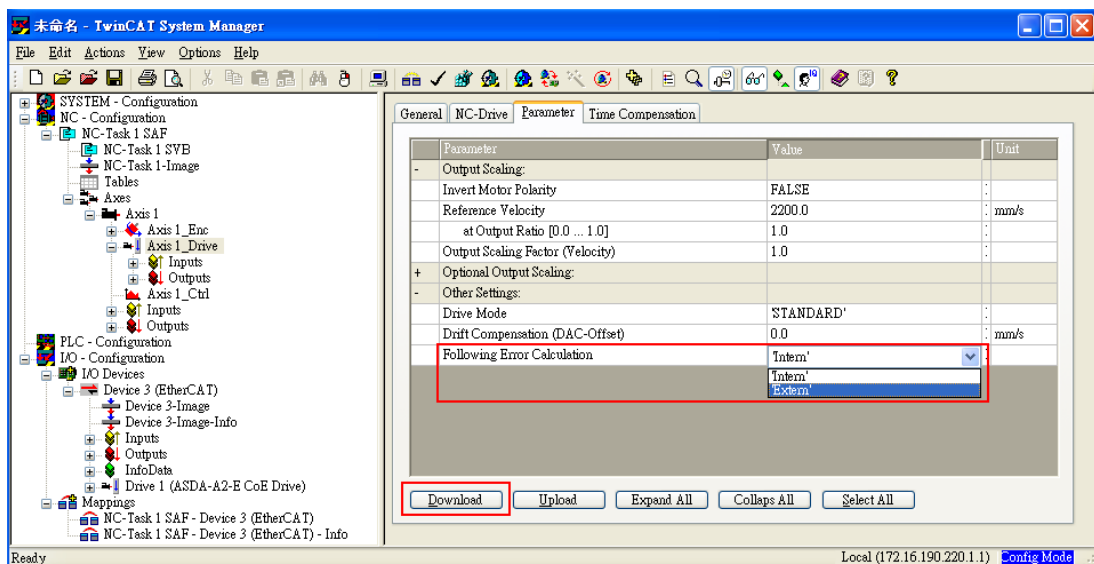 未命名 - TwinCAT System Manager
File Edit Actions View Options Help
SYSTEM - Configuration
NC - Configuration
NC-Task 1 SAF
NC-Task 1 SVB
NC-Task 1-Image
Tables
Axes
Axis 1
Axis 1_Enc
Axis 1_Drive
Inputs
Outputs
Axis 1_Ctrl
Inputs
Outputs
PLC - Configuration
I/O - Configuration
I/O Devices
Device 3 (EtherCAT)
Device 3-Image
Device 3-Image-Info
Inputs
Outputs
InfoData
Drive 1 (ASDA-A2-E CoE Drive)
Mappings
NC-Task 1 SAF - Device 3 (EtherCAT)
NC-Task 1 SAF - Device 3 (EtherCAT) - Info
General NC-Drive Parameter Time Compensation
Parameter Value Unit
- Output Scaling:
Invert Motor Polarity FALSE
Reference Velocity 2200.0 mm/s
at Output Ratio [0.0 ... 1.0] 1.0
Output Scaling Factor (Velocity) 1.0
+ Optional Output Scaling:
- Other Settings:
Drive Mode 'STANDARD'
Drift Compensation (DAC-Offset) 0.0 mm/s
Following Error Calculation 'Intern'
'Intern'
'Extern'
Download Upload Expand All Collaps All Select All
Ready Local (172.16.190.220.1.1) Config Mode